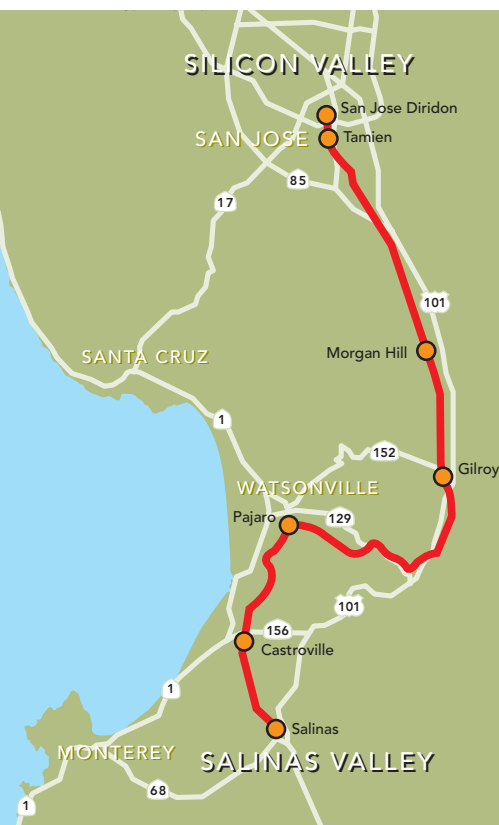 SILICON VALLEY
San Jose Diridon
SAN JOSE
Tamien
85
17
101
Morgan Hill
SANTA CRUZ
1
152
Gilroy
WATSONVILLE
Pajaro
129
101
156
Castroville
1
Salinas
MONTEREY
SALINAS VALLEY
68
1